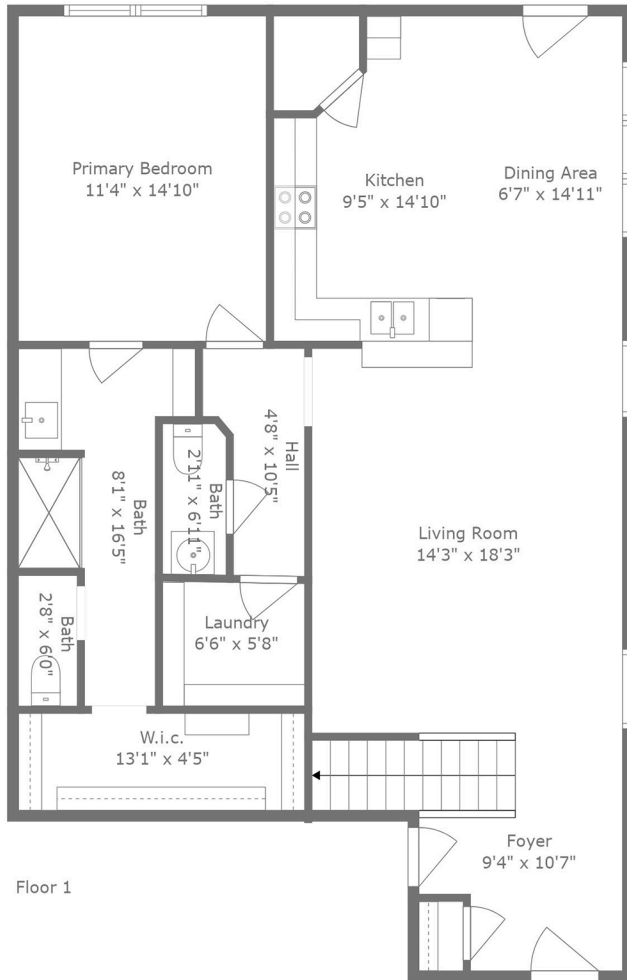 Primary Bedroom
11'4" x 14'10"
Kitchen
9'5" x 14'10"
Dining Area
6'7" x 14'11"
Hall
4'8" x 10'5"
Bath
2'11" x 6'11"
Bath
8'1" x 16'5"
Living Room
14'3" x 18'3"
Bath
2'8" x 6'0"
Laundry
6'6" x 5'8"
W.i.c.
13'1" x 4'5"
Foyer
9'4" x 10'7"
Floor 1